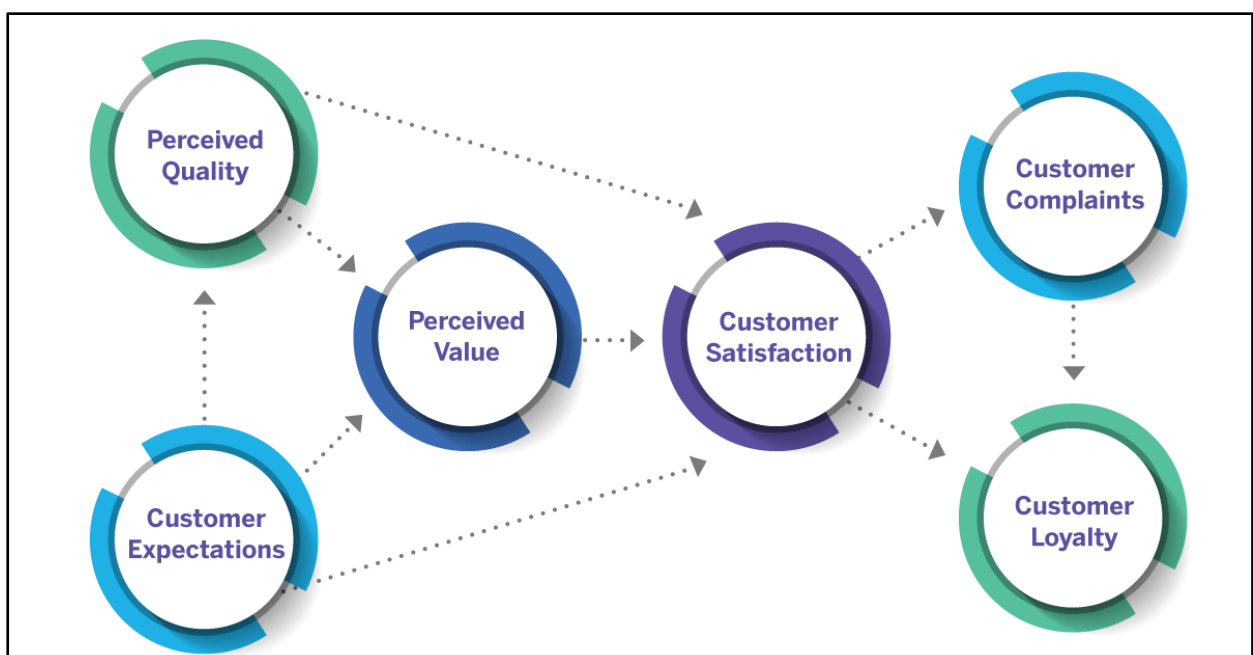 Perceived
Quality
Customer
Complaints
Perceived
Value
Customer
Satisfaction
Customer
Expectations
Customer
Loyalty